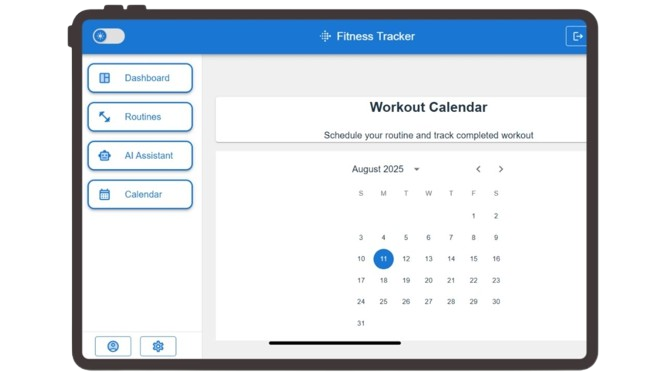 Fitness Tracker
Dashboard
Routines
AI Assistant
Calendar
Workout Calendar
Schedule your routine and track completed workout
August 2025
S M T W T F S
1 2
3 4 5 6 7 8 9
10 11 12 13 14 15 16
17 18 19 20 21 22 23
24 25 26 27 28 29 30
31